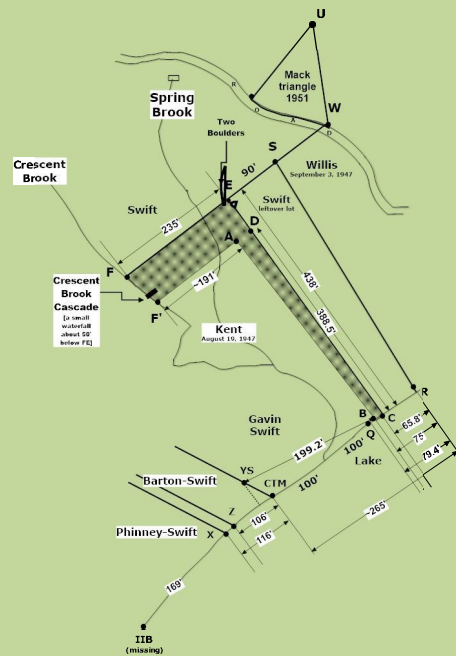 U
Mack
triangle
1951
R
O
A
D
W
Spring
Brook
Two
Boulders
S
90'
Willis
September 3, 1947
Crescent
Brook
E
Swift
Swift
leftover lot
235'
D
A
F
~191'
438'
388.5'
Crescent
Brook
Cascade
[a small
waterfall
about 58'
below FE]
F'
Kent
August 19, 1947
R
Gavin
Swift
B
C
Q
65.8'
75'
79.4'
100'
Lake
199.2'
YS
Barton-Swift
CTM
100'
~265'
Z
106'
116'
Phinney-Swift
X
169'
IIB
(missing)